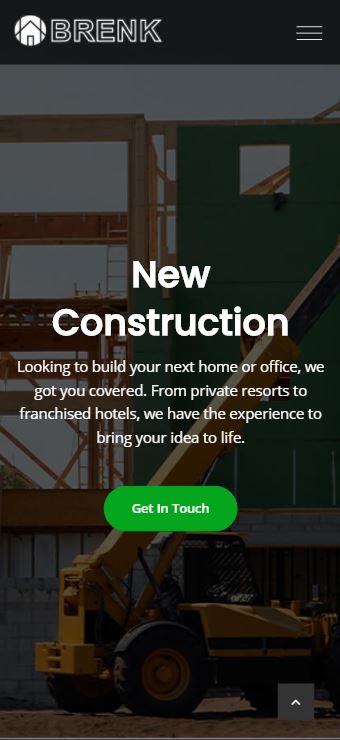 BRENK
New
Construction
Looking to build your next home or office, we
got you covered. From private resorts to
franchised hotels, we have the experience to
bring your idea to life.
Get In Touch